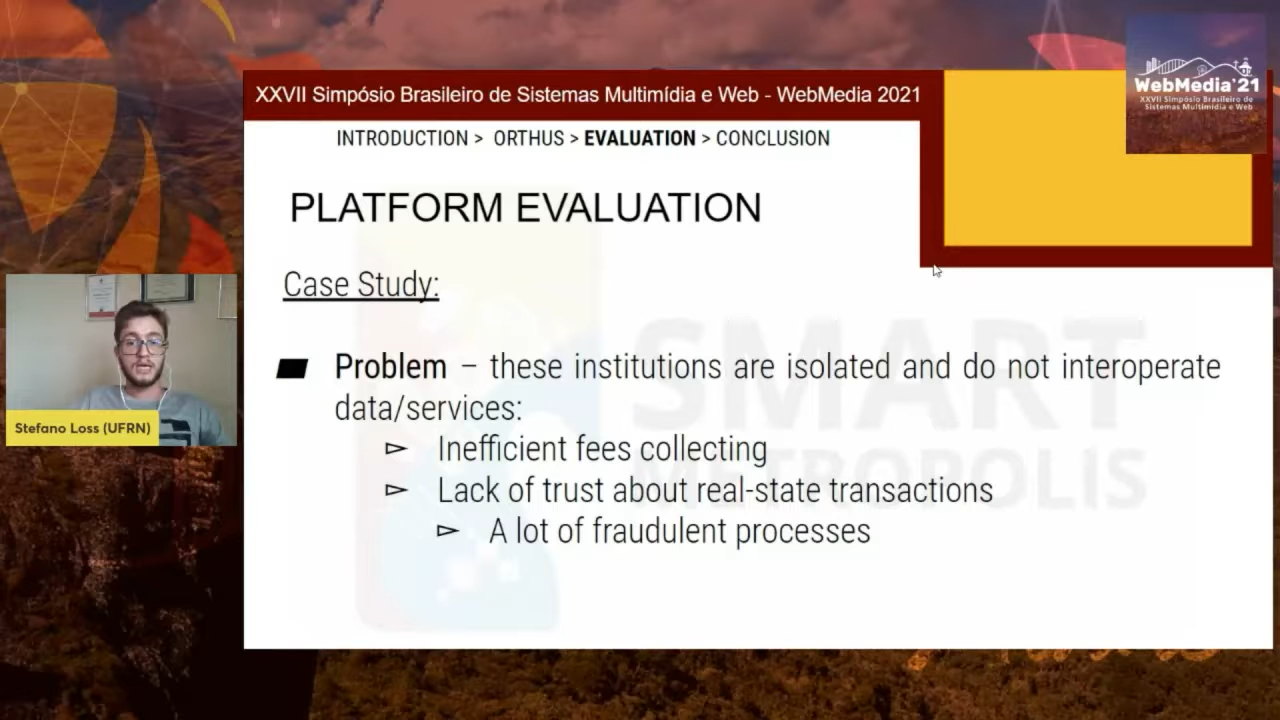 XXVII Simpósio Brasileiro de Sistemas Multimídia e Web - WebMedia 2021
WebMedia'21
XXVII Simpósio Brasileiro de
Sistemas Multimídia e Web
INTRODUCTION > ORTHUS > EVALUATION > CONCLUSION
PLATFORM EVALUATION
Case Study:
Problem – these institutions are isolated and do not interoperate
data/services:
➢ Inefficient fees collecting
➢ Lack of trust about real-state transactions
➢ A lot of fraudulent processes
SMART
METROPOLIS
Stefano Loss (UFRN)